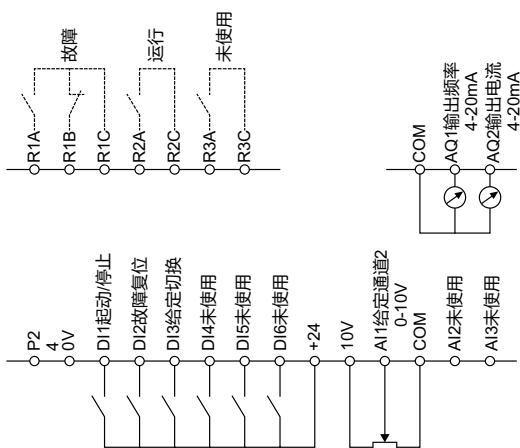 R1A
R1B
R1C
R2A
R2C
R3A
R3C
故障
运行
未使用
COM
AQ1输出频率
4-20mA
AQ2输出电流
4-20mA
P2
4
0V
DI1起动/停止
DI2故障复位
DI3给定切换
DI4未使用
DI5未使用
DI6未使用
+24
10V
AI1给定通道2
0-10V
COM
AI2未使用
AI3未使用